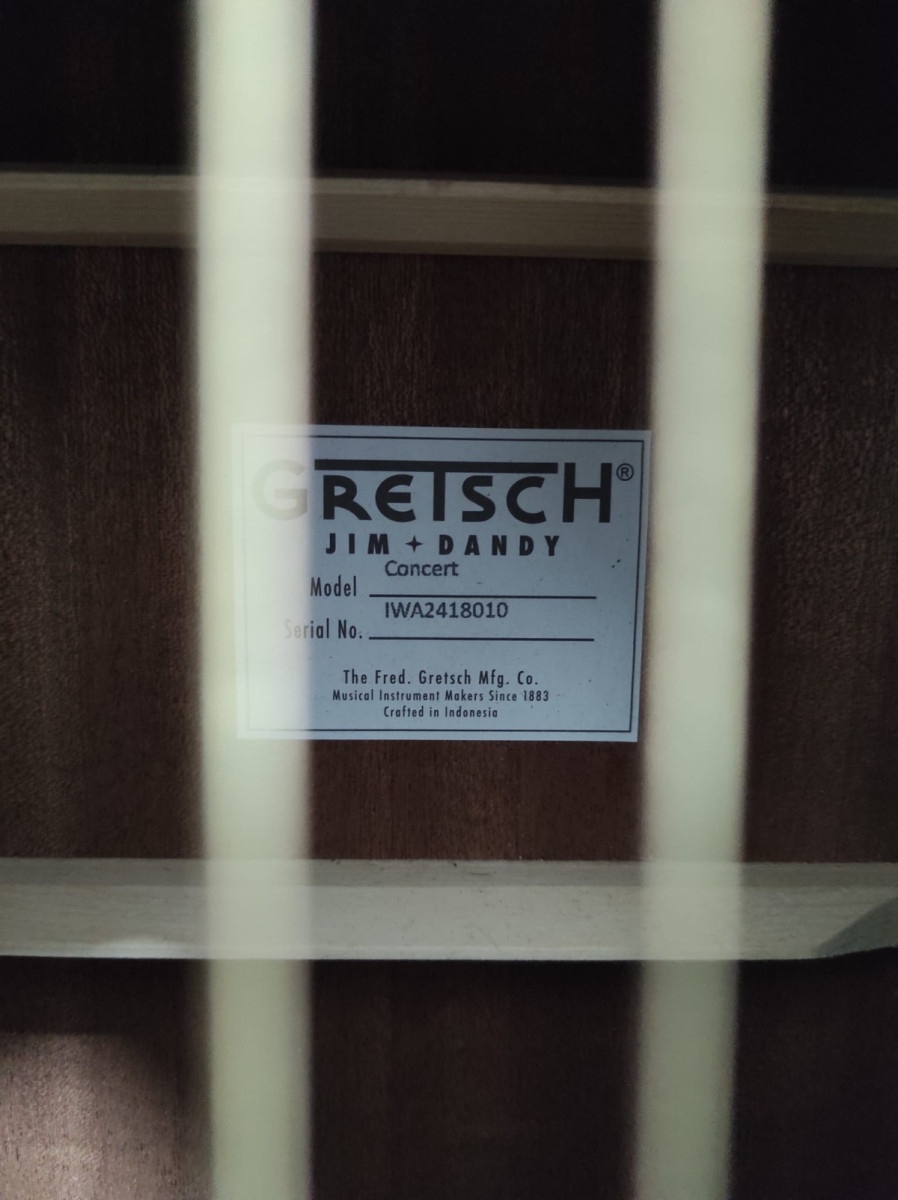 GRETSCH®
JIM + DANDY
Model Concert
Serial No. IWA2418010
The Fred. Gretsch Mfg. Co.
Musical Instrument Makers Since 1883
Crafted in Indonesia